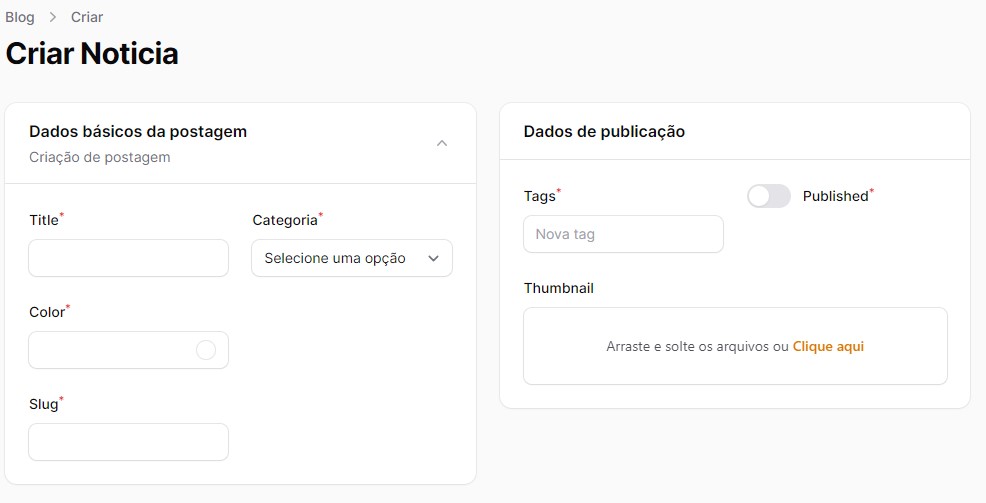 Blog > Criar
Criar Noticia
Dados básicos da postagem
Criação de postagem
Title*
Categoria*
Selecione uma opção
Color*
Slug*
Dados de publicação
Tags*
Published*
Nova tag
Thumbnail
Arraste e solte os arquivos ou Clique aqui